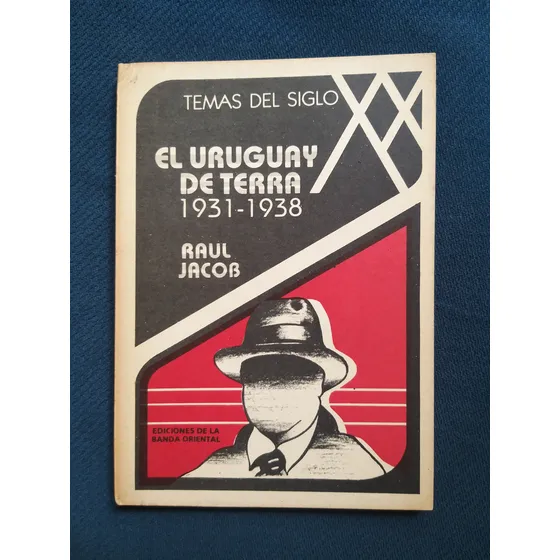 TEMAS DEL SIGLO XX
EL URUGUAY
DE TERRA
1931-1938
RAUL
JACOB
EDICIONES DE LA
BANDA ORIENTAL